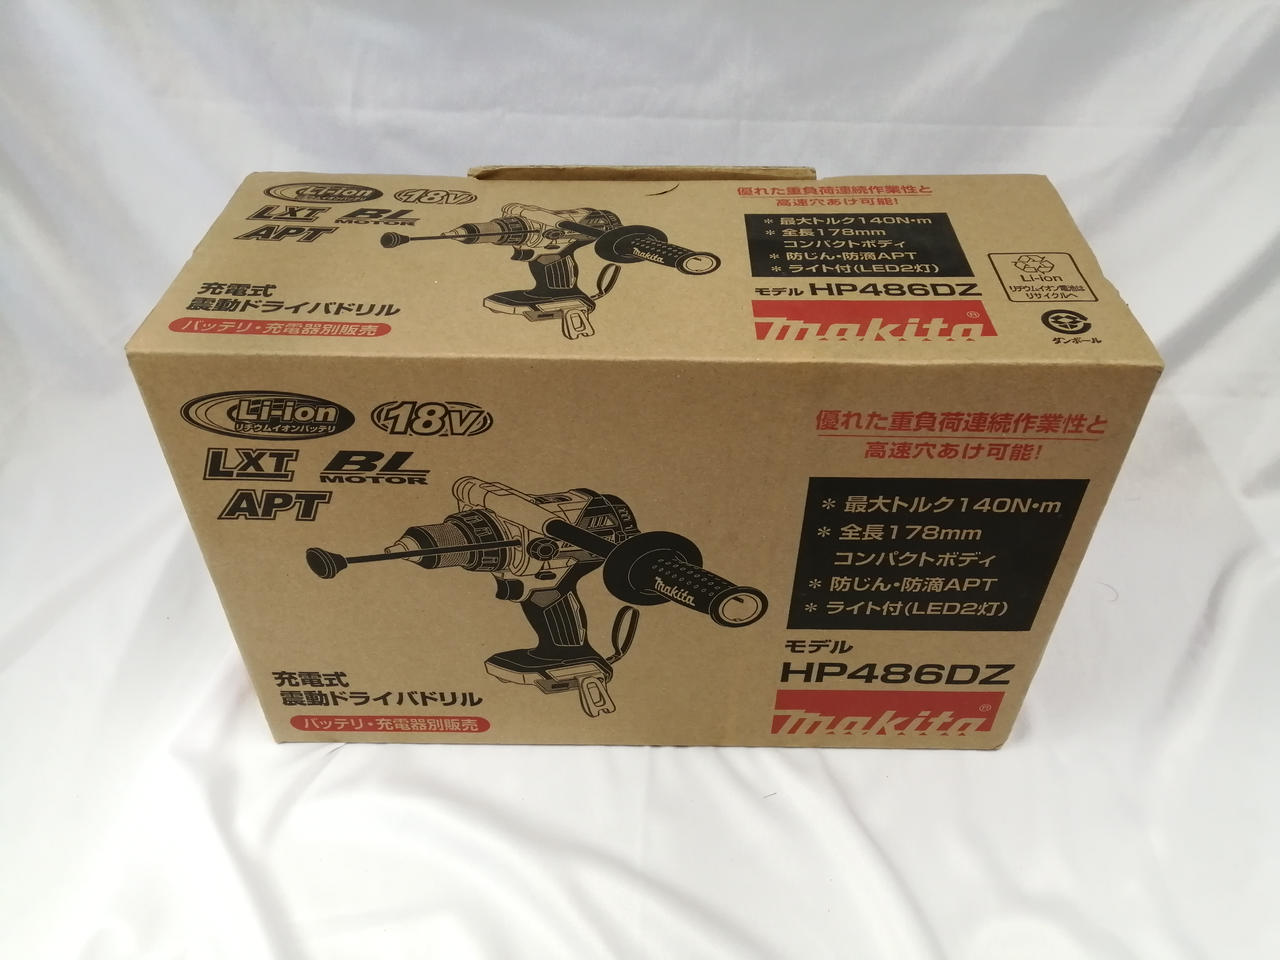 Li-ion
18V
LXT BL MOTOR
APT
充電式
震動ドライバドリル
バッテリ・充電器別販売
makita
優れた重負荷連続作業性と
高速穴あけ可能!
＊最大トルク140N・m
＊全長178mm
コンパクトボディ
＊防じん・防滴APT
＊ライト付(LED2灯)
モデル HP486DZ
makita®
Li-ion
リチウムイオン電池は
リサイクルへ
ダンボール
Li-ion
リチウムイオンバッテリ
18V
LXT BL MOTOR
APT
充電式
震動ドライバドリル
バッテリ・充電器別販売
makita
優れた重負荷連続作業性と
高速穴あけ可能!
＊最大トルク140N・m
＊全長178mm
コンパクトボディ
＊防じん・防滴APT
＊ライト付(LED2灯)
モデル
HP486DZ
makita®